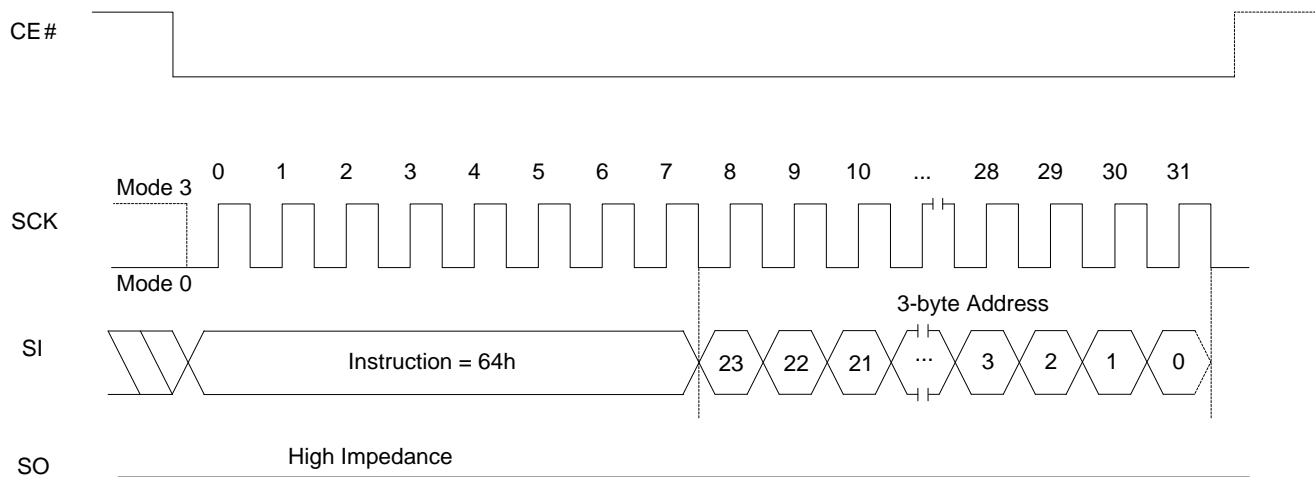 CE#
0 1 2 3 4 5 6 7 8 9 10 ... 28 29 30 31
Mode 3
SCK
Mode 0
3-byte Address
SI
Instruction = 64h
23 22 21 ... 3 2 1 0
High Impedance
SO